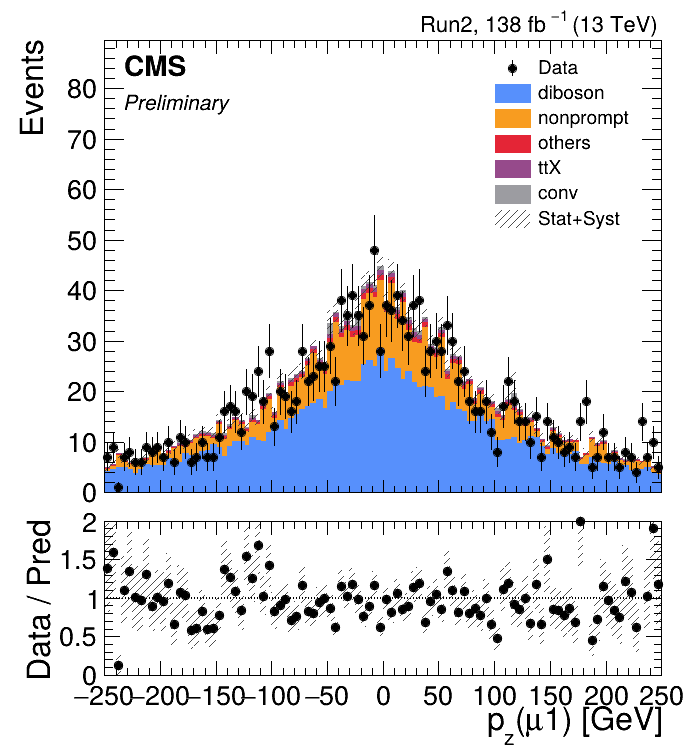 Run2, 138 fb⁻¹ (13 TeV)
CMS
Preliminary
Data
diboson
nonprompt
others
ttX
conv
Stat+Syst
Events
80
70
60
50
40
30
20
10
0
Data / Pred
2
1.5
1
0.5
0
−250 −200 −150 −100 −50 0 50 100 150 200 250
p_z(μ1) [GeV]